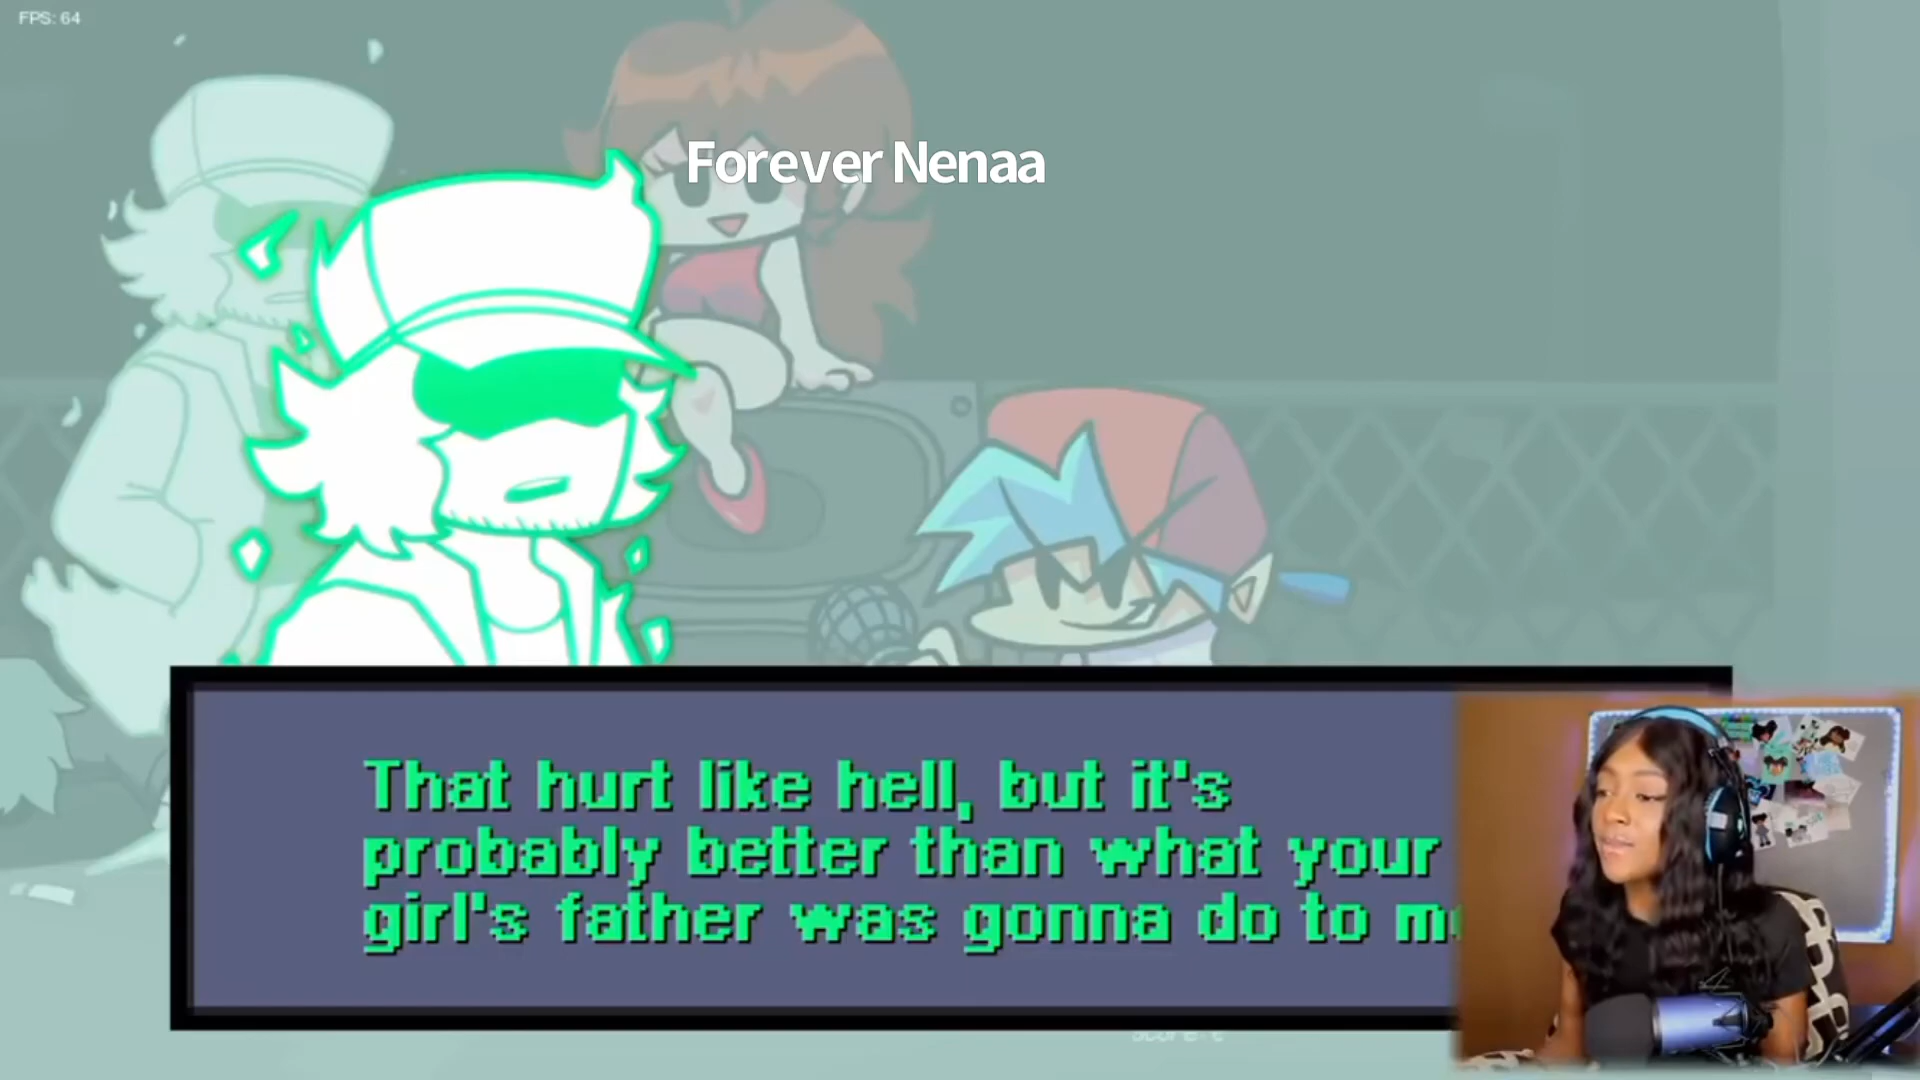 FPS: 64
Forever Nenaa
That hurt like hell, but it's
probably better than what your
girl's father was gonna do to